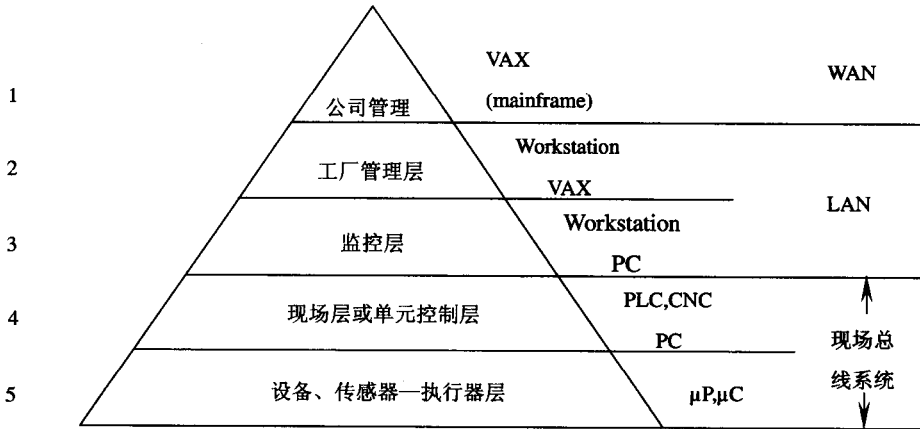 VAX
WAN
1
(mainframe)
公司管理
Workstation
2
工厂管理层
VAX
LAN
Workstation
3
监控层
PC
PLC,CNC
4
现场层或单元控制层
PC
现场总
线系统
5
设备、传感器—执行器层
μP,μC